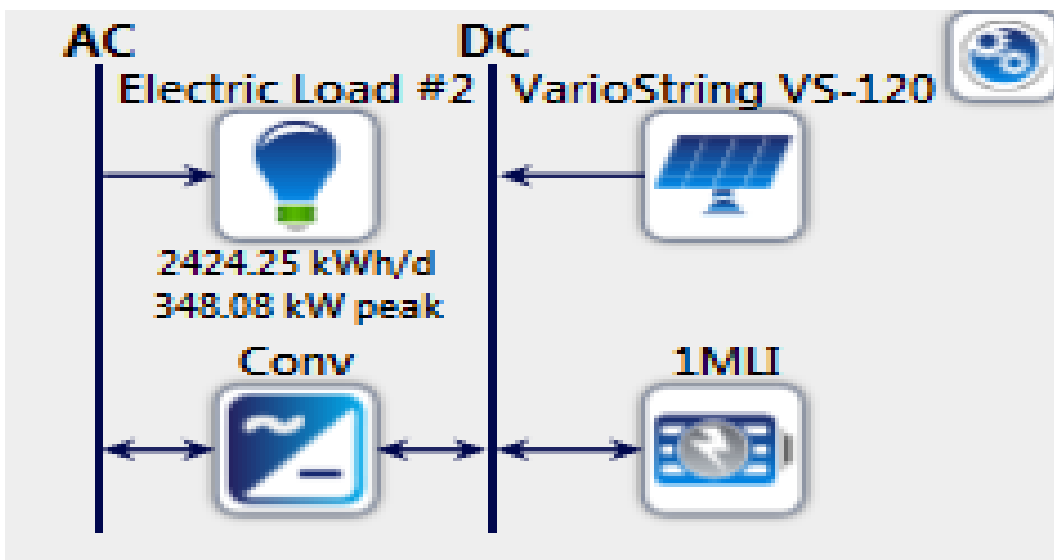 AC
DC
Electric Load #2
VarioString VS-120
2424.25 kWh/d
348.08 kW peak
Conv
1MLI